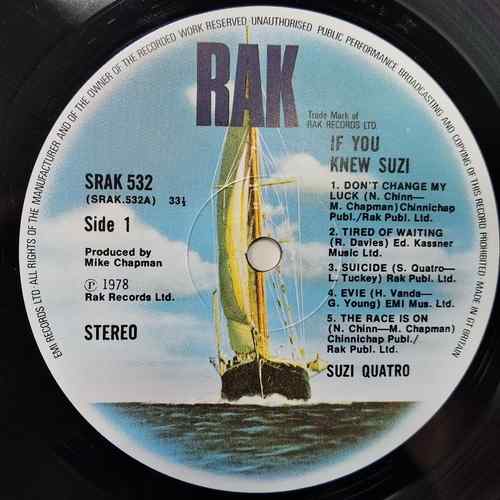 EMI RECORDS LTD ALL RIGHTS OF THE MANUFACTURER AND OF THE OWNER OF THE RECORDED WORK RESERVED UNAUTHORISED PUBLIC PERFORMANCE BROADCASTING AND COPYING OF THIS RECORD PROHIBITED MADE IN GT BRITAIN
RAK
Trade Mark of
RAK RECORDS LTD.
IF YOU
KNEW SUZI
SRAK 532
(SRAK.532A) 33⅓
Side 1
Produced by
Mike Chapman
℗ 1978
Rak Records Ltd.
STEREO
1. DON'T CHANGE MY
LUCK (N. Chinn—
M. Chapman) Chinnichap
Publ./Rak Publ. Ltd.
2. TIRED OF WAITING
(R. Davies) Ed. Kassner
Music Ltd.
3. SUICIDE (S. Quatro—
L. Tuckey) Rak Publ. Ltd.
4. EVIE (H. Vanda—
G. Young) EMI Mus. Ltd.
5. THE RACE IS ON
(N. Chinn—M. Chapman)
Chinnichap Publ./
Rak Publ. Ltd.
SUZI QUATRO